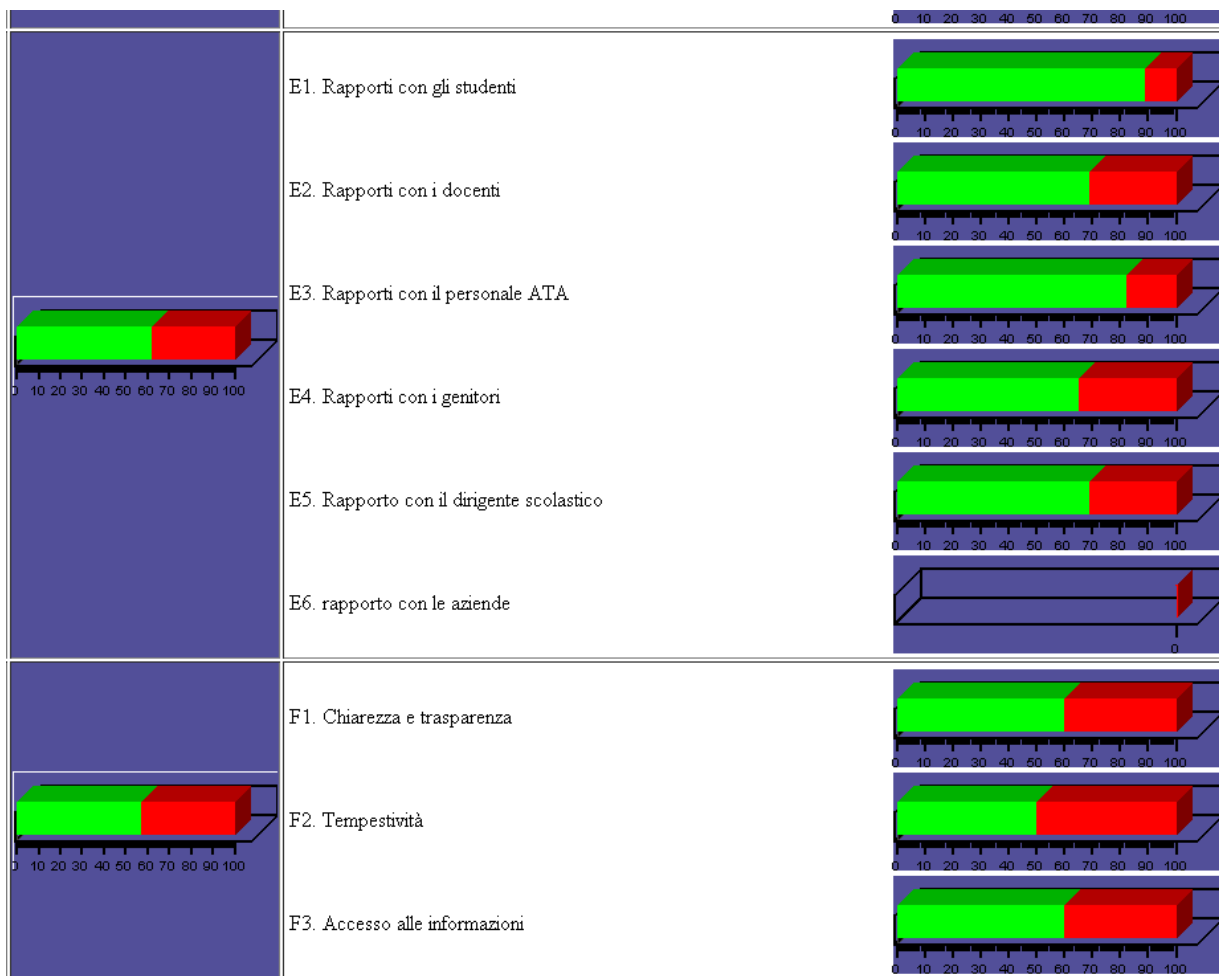 0 10 20 30 40 50 60 70 80 90 100
E1. Rapporti con gli studenti
0 10 20 30 40 50 60 70 80 90 100
E2. Rapporti con i docenti
0 10 20 30 40 50 60 70 80 90 100
E3. Rapporti con il personale ATA
0 10 20 30 40 50 60 70 80 90 100
0 10 20 30 40 50 60 70 80 90 100
E4. Rapporti con i genitori
0 10 20 30 40 50 60 70 80 90 100
E5. Rapporto con il dirigente scolastico
0 10 20 30 40 50 60 70 80 90 100
E6. rapporto con le aziende
0
F1. Chiarezza e trasparenza
0 10 20 30 40 50 60 70 80 90 100
F2. Tempestività
0 10 20 30 40 50 60 70 80 90 100
0 10 20 30 40 50 60 70 80 90 100
F3. Accesso alle informazioni
0 10 20 30 40 50 60 70 80 90 100